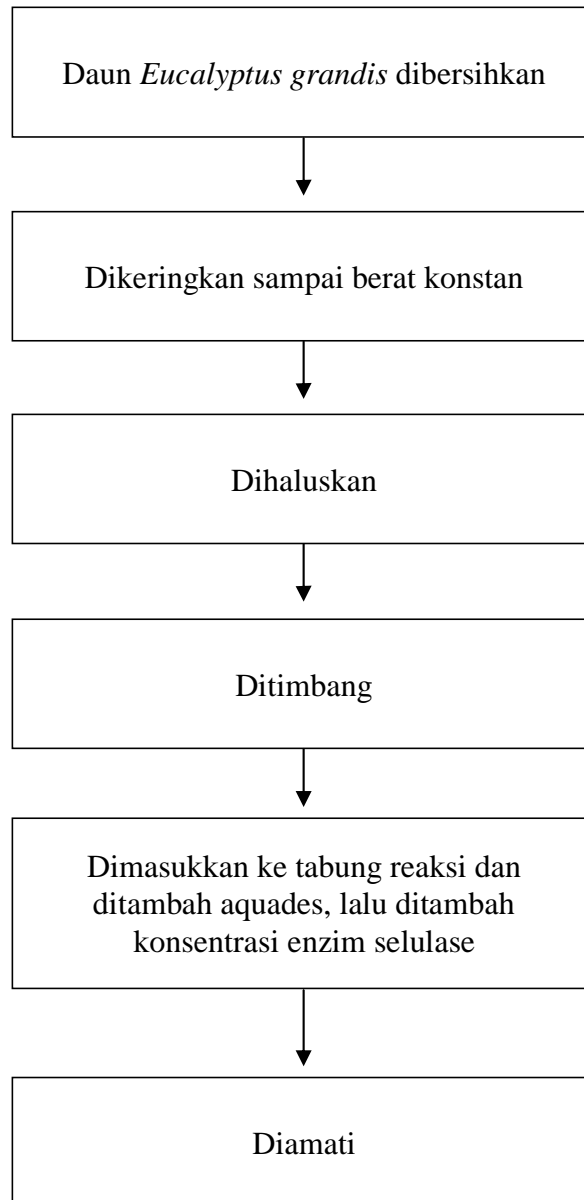 Daun Eucalyptus grandis dibersihkan
Dikeringkan sampai berat konstan
Dihaluskan
Ditimbang
Dimasukkan ke tabung reaksi dan
ditambah aquades, lalu ditambah
konsentrasi enzim selulase
Diamati